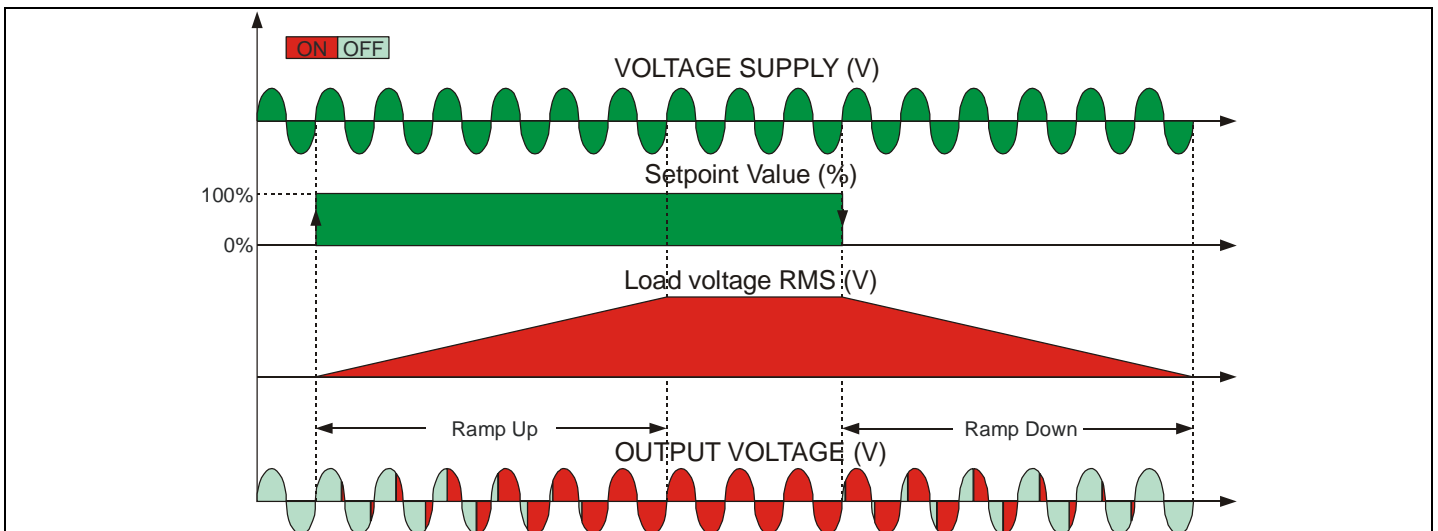 ON OFF
VOLTAGE SUPPLY (V)
Setpoint Value (%)
100%
0%
Load voltage RMS (V)
Ramp Up
Ramp Down
OUTPUT VOLTAGE (V)